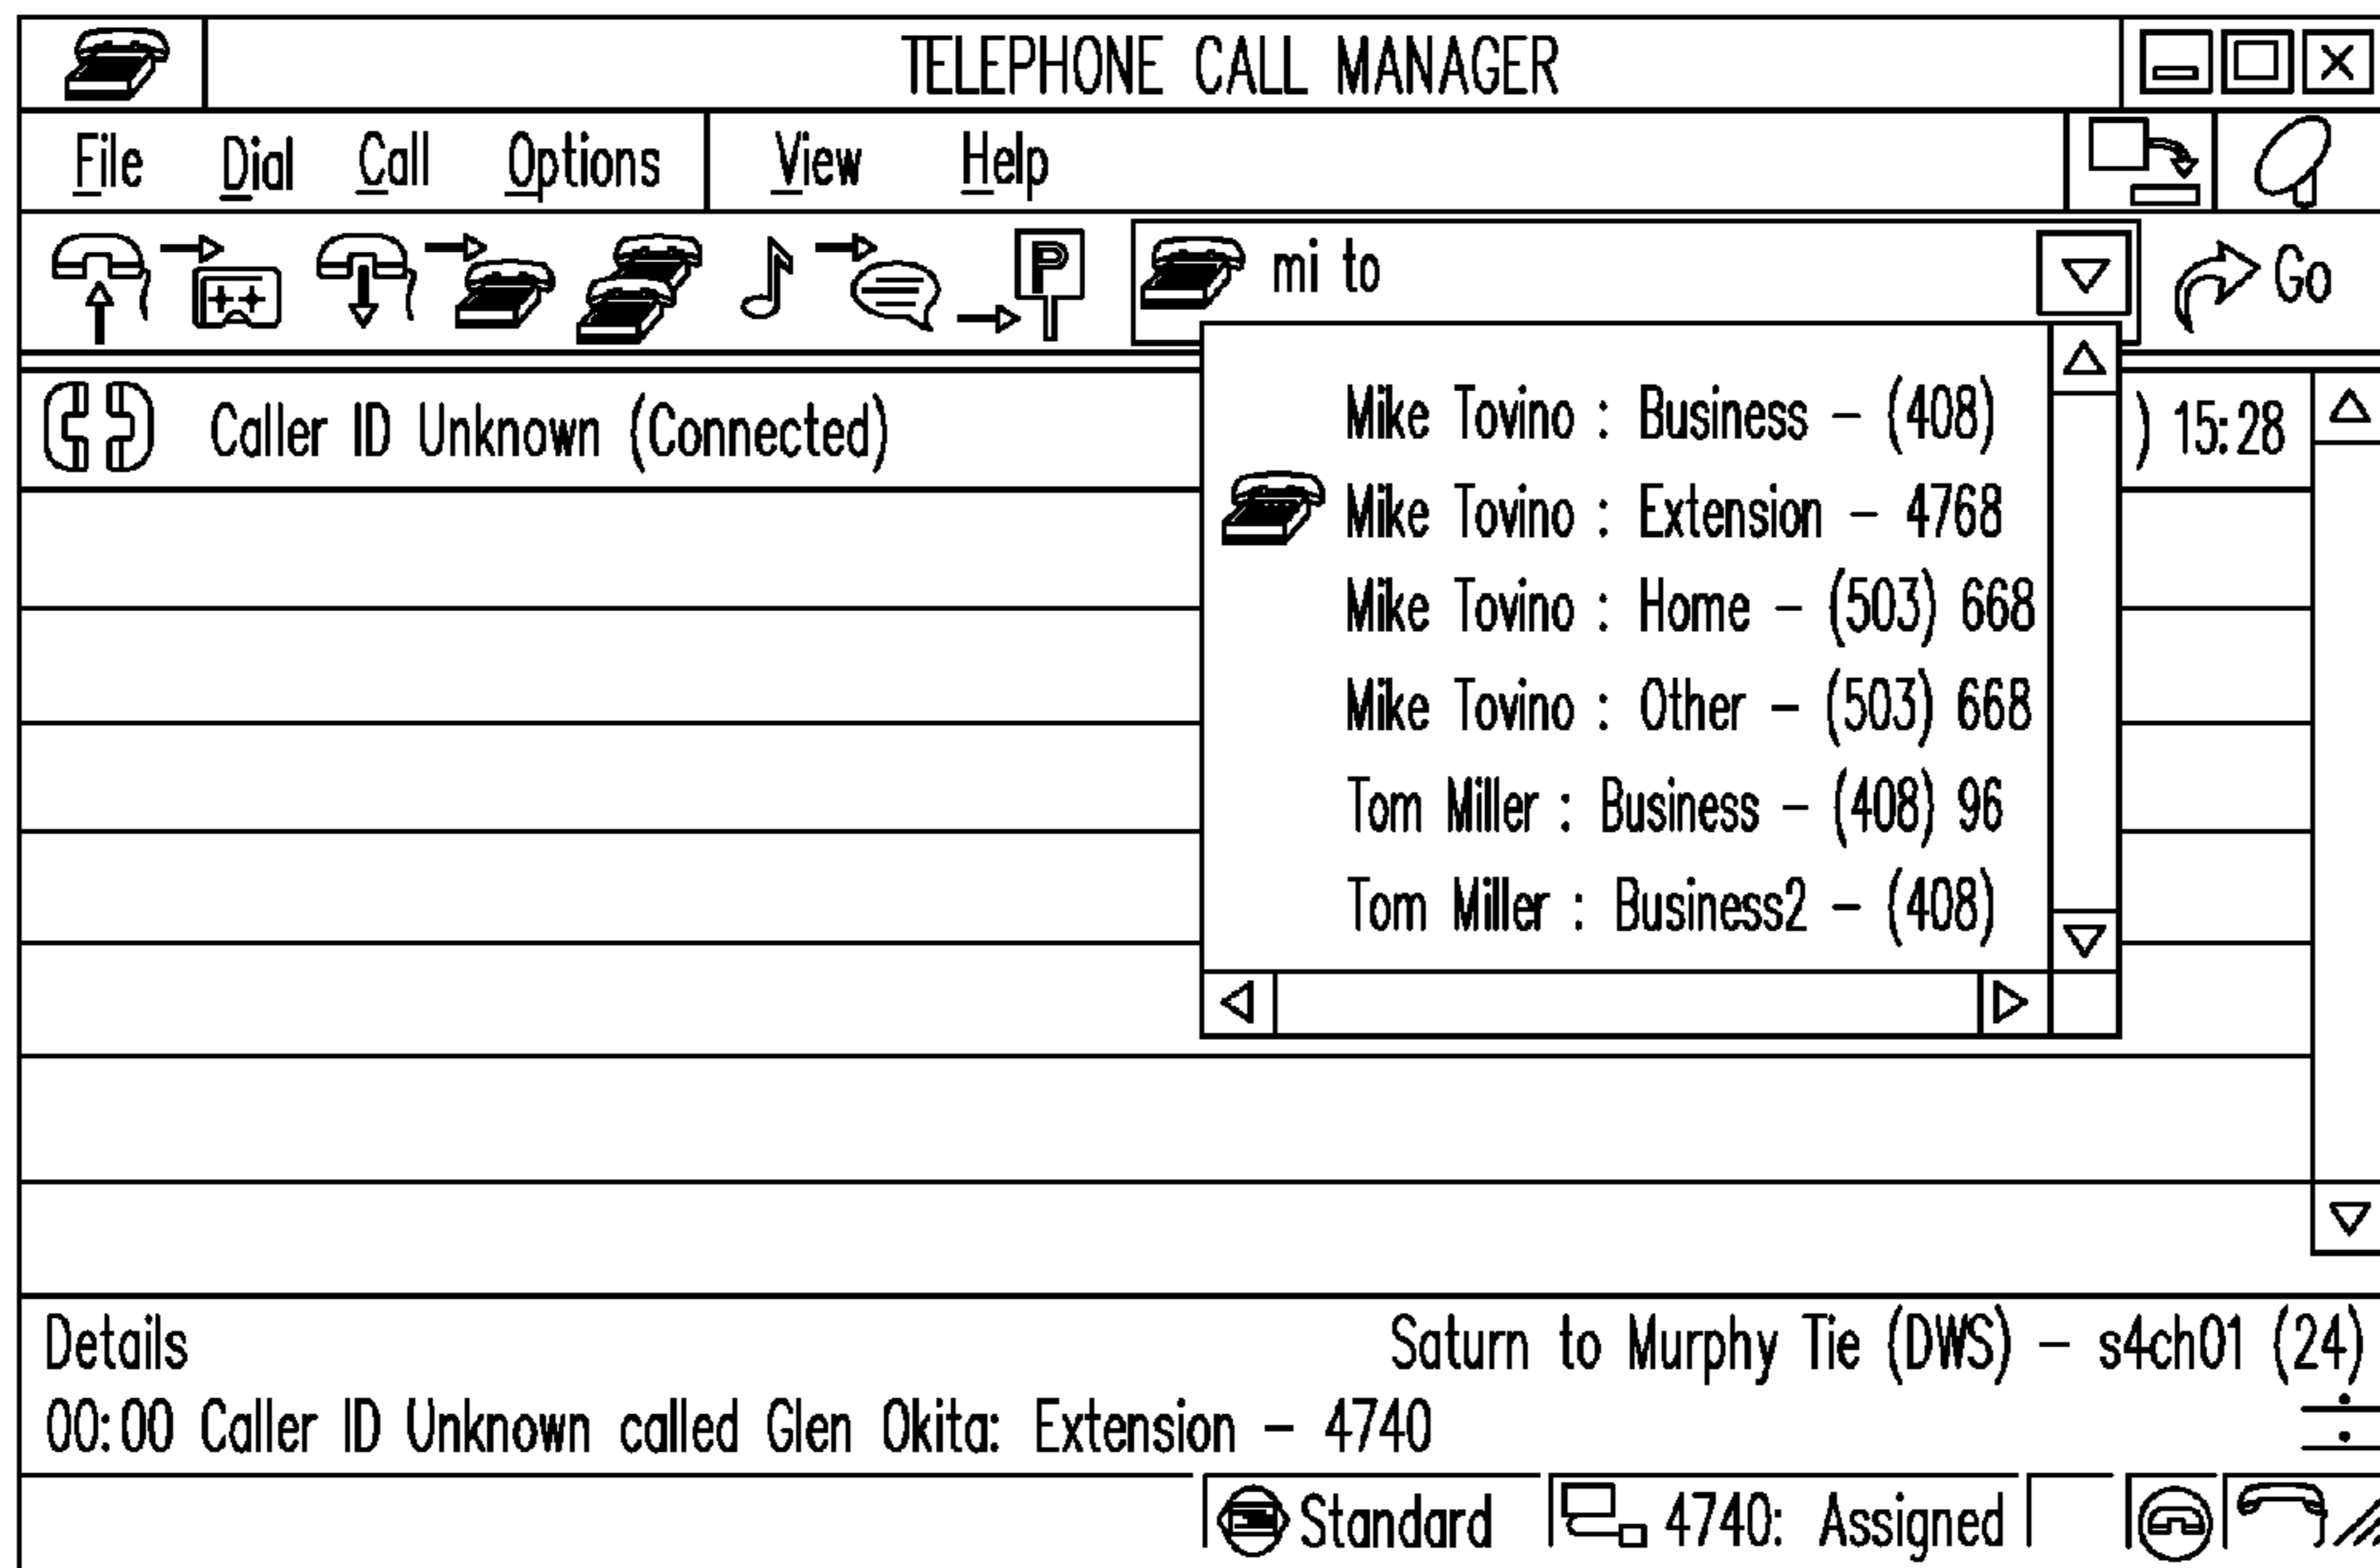 TELEPHONE CALL MANAGER
File Dial Call Options View Help
P mi to Go
Caller ID Unknown (Connected) ) 15:28
Mike Tovino : Business – (408)
Mike Tovino : Extension – 4768
Mike Tovino : Home – (503) 668
Mike Tovino : Other – (503) 668
Tom Miller : Business – (408) 96
Tom Miller : Business2 – (408)
Details Saturn to Murphy Tie (DWS) – s4ch01 (24)
00:00 Caller ID Unknown called Glen Okita: Extension – 4740
Standard 4740: Assigned